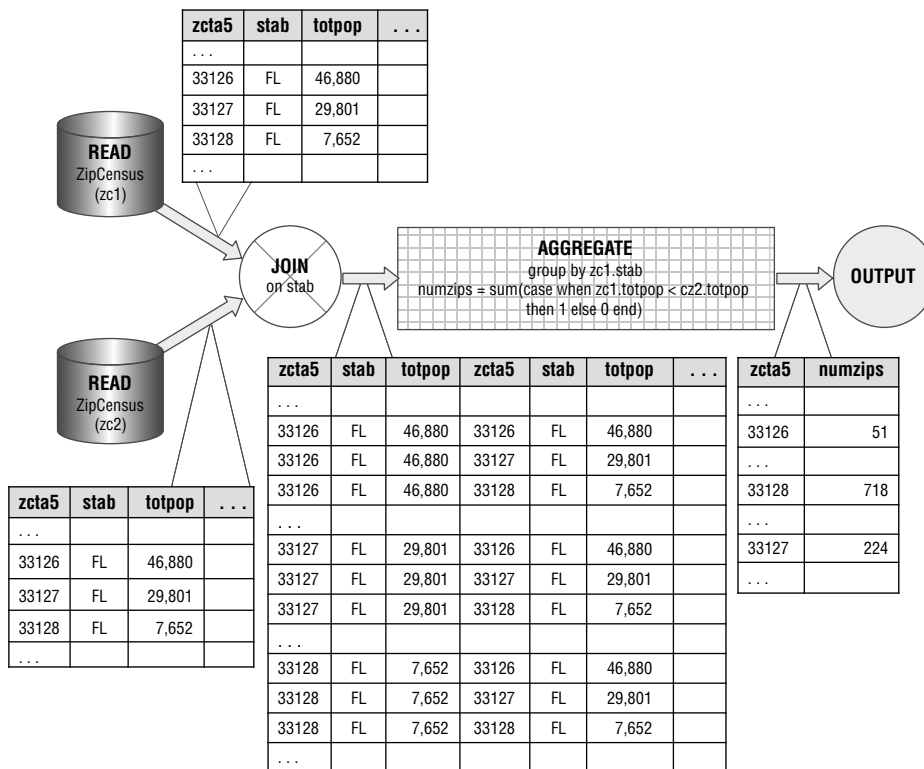 zcta5 stab totpop . . .
. . .
33126 FL 46,880
33127 FL 29,801
33128 FL 7,652
. . .
READ
ZipCensus
(zc1)
JOIN
on stab
AGGREGATE
group by zc1.stab
numzips = sum(case when zc1.totpop < cz2.totpop
then 1 else 0 end)
OUTPUT
READ
ZipCensus
(zc2)
zcta5 stab totpop . . .
. . .
33126 FL 46,880
33127 FL 29,801
33128 FL 7,652
. . .
zcta5 stab totpop zcta5 stab totpop . . .
. . .
33126 FL 46,880 33126 FL 46,880
33126 FL 46,880 33127 FL 29,801
33126 FL 46,880 33128 FL 7,652
. . .
33127 FL 29,801 33126 FL 46,880
33127 FL 29,801 33127 FL 29,801
33127 FL 29,801 33128 FL 7,652
. . .
33128 FL 7,652 33126 FL 46,880
33128 FL 7,652 33127 FL 29,801
33128 FL 7,652 33128 FL 7,652
. . .
zcta5 numzips
. . .
33126 51
. . .
33128 718
. . .
33127 224
. . .